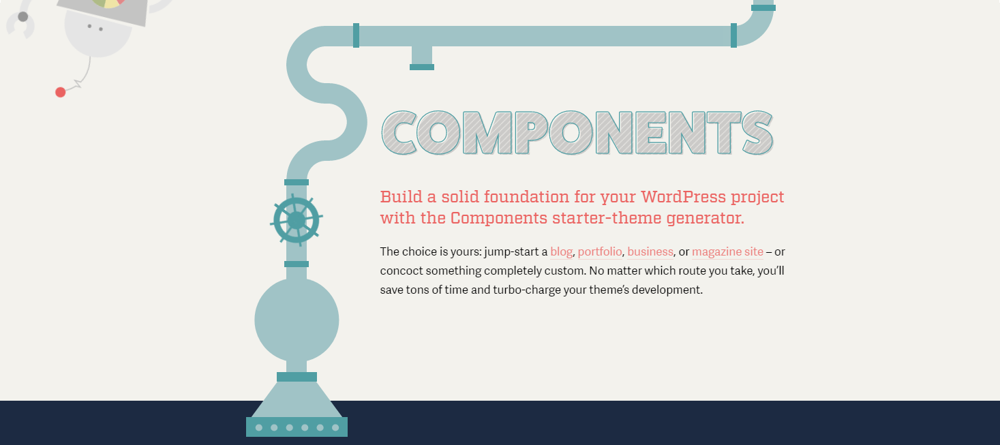 COMPONENTS
Build a solid foundation for your WordPress project
with the Components starter-theme generator.
The choice is yours: jump-start a blog, portfolio, business, or magazine site – or
concoct something completely custom. No matter which route you take, you’ll
save tons of time and turbo-charge your theme’s development.